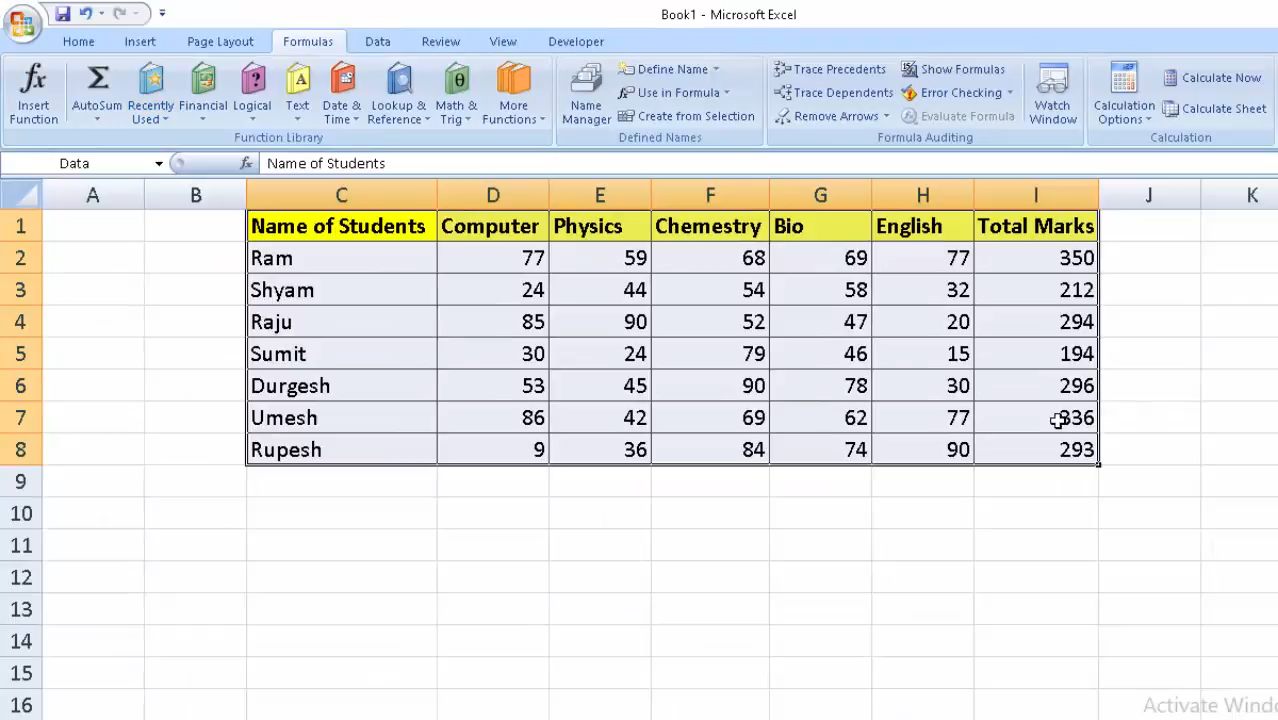 Book1 - Microsoft Excel
Home Insert Page Layout Formulas Data Review View Developer
fx Insert Function
Σ AutoSum
Recently Used
Financial
? Logical
A Text
Date & Time
Lookup & Reference
θ Math & Trig
More Functions
Function Library
Name Manager
Define Name
Use in Formula
Create from Selection
Defined Names
Trace Precedents
Trace Dependents
Remove Arrows
Show Formulas
Error Checking
Evaluate Formula
Formula Auditing
Watch Window
Calculation Options
Calculate Now
Calculate Sheet
Calculation
Data fx Name of Students
A B C D E F G H I J K
1 Name of Students Computer Physics Chemestry Bio English Total Marks
2 Ram 77 59 68 69 77 350
3 Shyam 24 44 54 58 32 212
4 Raju 85 90 52 47 20 294
5 Sumit 30 24 79 46 15 194
6 Durgesh 53 45 90 78 30 296
7 Umesh 86 42 69 62 77 336
8 Rupesh 9 36 84 74 90 293
9
10
11
12
13
14
15
16
Activate Windo